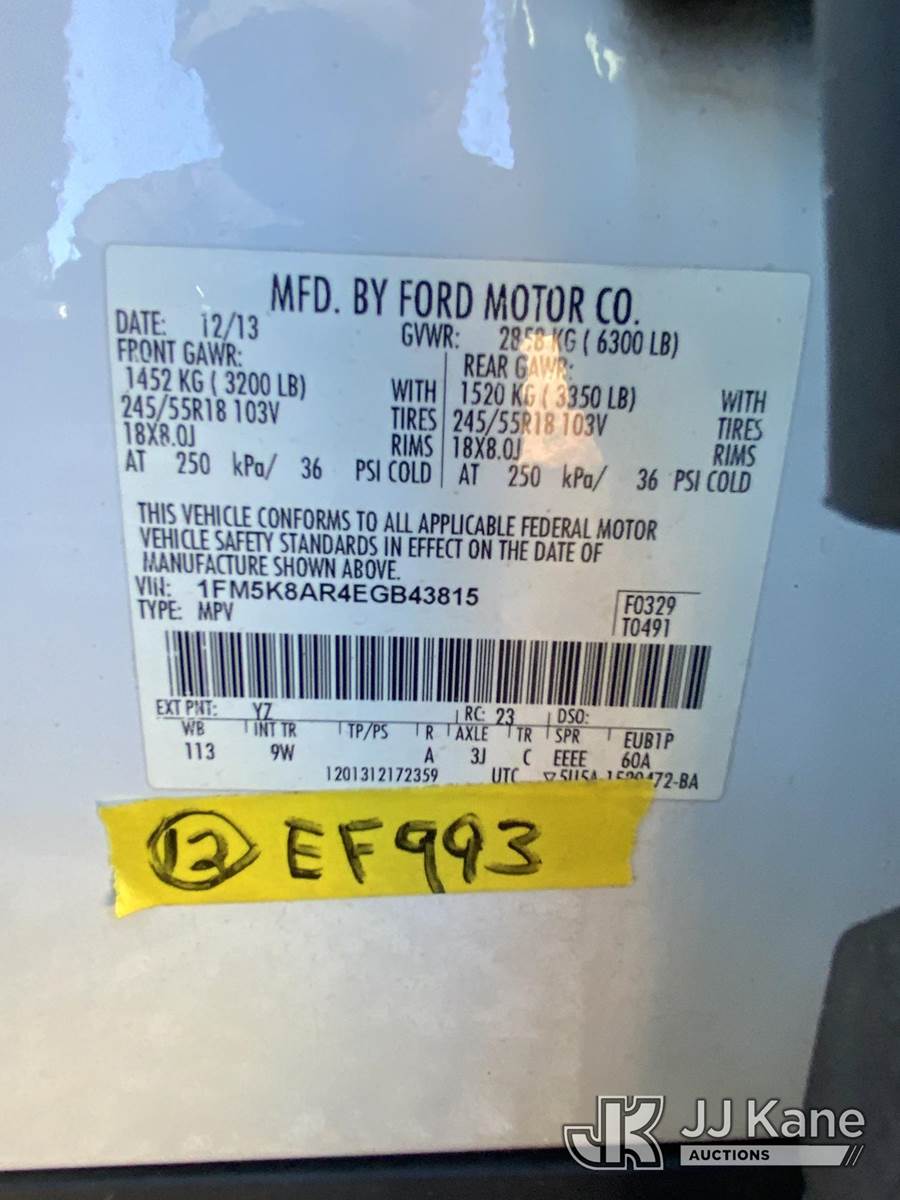 MFD. BY FORD MOTOR CO.
DATE: 12/13 GVWR: 2858 KG ( 6300 LB)
FRONT GAWR: REAR GAWR:
1452 KG ( 3200 LB) WITH 1520 KG ( 3350 LB) WITH
245/55R18 103V TIRES 245/55R18 103V TIRES
18X8.0J RIMS 18X8.0J RIMS
AT 250 kPa/ 36 PSI COLD AT 250 kPa/ 36 PSI COLD
THIS VEHICLE CONFORMS TO ALL APPLICABLE FEDERAL MOTOR
VEHICLE SAFETY STANDARDS IN EFFECT ON THE DATE OF
MANUFACTURE SHOWN ABOVE.
VIN: 1FM5K8AR4EGB43815
TYPE: MPV
F0329
T0491
EXT PNT: YZ RC: 23 DSO:
WB INT TR TP/PS R AXLE TR SPR EUB1P
113 9W A 3J C EEEE 60A
1201312172359 UTC
12 EF993
JK JJ Kane
AUCTIONS